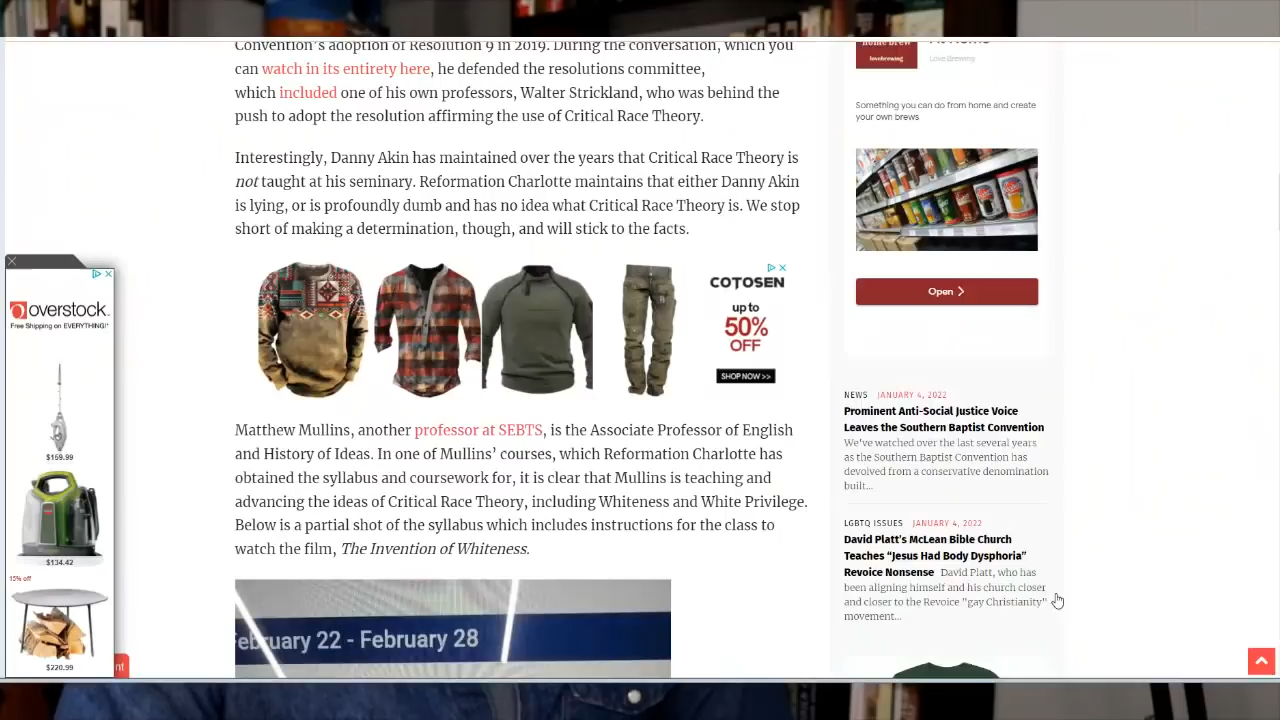 Convention's adoption of Resolution 9 in 2019. During the conversation, which you
can watch in its entirety here, he defended the resolutions committee,
which included one of his own professors, Walter Strickland, who was behind the
push to adopt the resolution affirming the use of Critical Race Theory.
Interestingly, Danny Akin has maintained over the years that Critical Race Theory is
not taught at his seminary. Reformation Charlotte maintains that either Danny Akin
is lying, or is profoundly dumb and has no idea what Critical Race Theory is. We stop
short of making a determination, though, and will stick to the facts.
COTOSEN
up to
50%
OFF
SHOP NOW >>
Matthew Mullins, another professor at SEBTS, is the Associate Professor of English
and History of Ideas. In one of Mullins' courses, which Reformation Charlotte has
obtained the syllabus and coursework for, it is clear that Mullins is teaching and
advancing the ideas of Critical Race Theory, including Whiteness and White Privilege.
Below is a partial shot of the syllabus which includes instructions for the class to
watch the film, The Invention of Whiteness.
February 22 - February 28
overstock
Free Shipping on EVERYTHING!*
$159.99
$134.42
15% off
$220.99
nt
home brew
lovebrewing
Love Brewing
Something you can do from home and create
your own brews
Open
NEWS JANUARY 4, 2022
Prominent Anti-Social Justice Voice
Leaves the Southern Baptist Convention
We've watched over the last several years
as the Southern Baptist Convention has
devolved from a conservative denomination
built...
LGBTQ ISSUES JANUARY 4, 2022
David Platt's McLean Bible Church
Teaches "Jesus Had Body Dysphoria"
Revoice Nonsense David Platt, who has
been aligning himself and his church closer
and closer to the Revoice "gay Christianity"
movement...